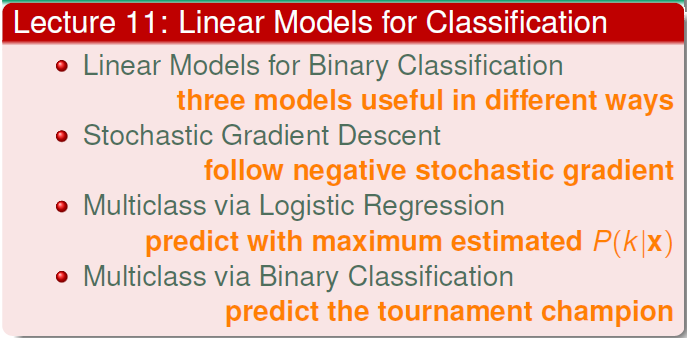 Lecture 11: Linear Models for Classification
• Linear Models for Binary Classification
three models useful in different ways
• Stochastic Gradient Descent
follow negative stochastic gradient
• Multiclass via Logistic Regression
predict with maximum estimated P(k|x)
• Multiclass via Binary Classification
predict the tournament champion